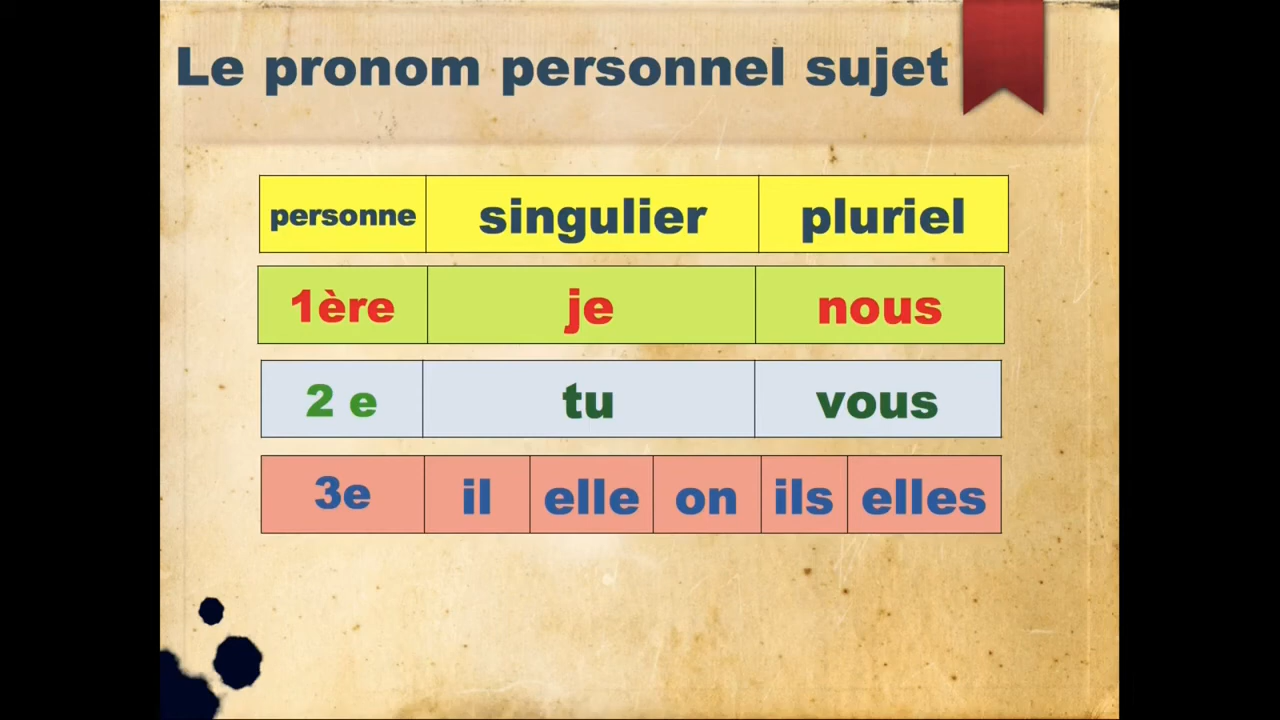 Le pronom personnel sujet
personne singulier pluriel
1ère je nous
2 e tu vous
3e il elle on ils elles